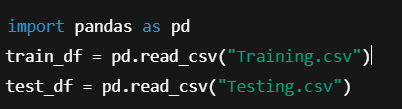 import pandas as pd
train_df = pd.read_csv("Training.csv")
test_df = pd.read_csv("Testing.csv")